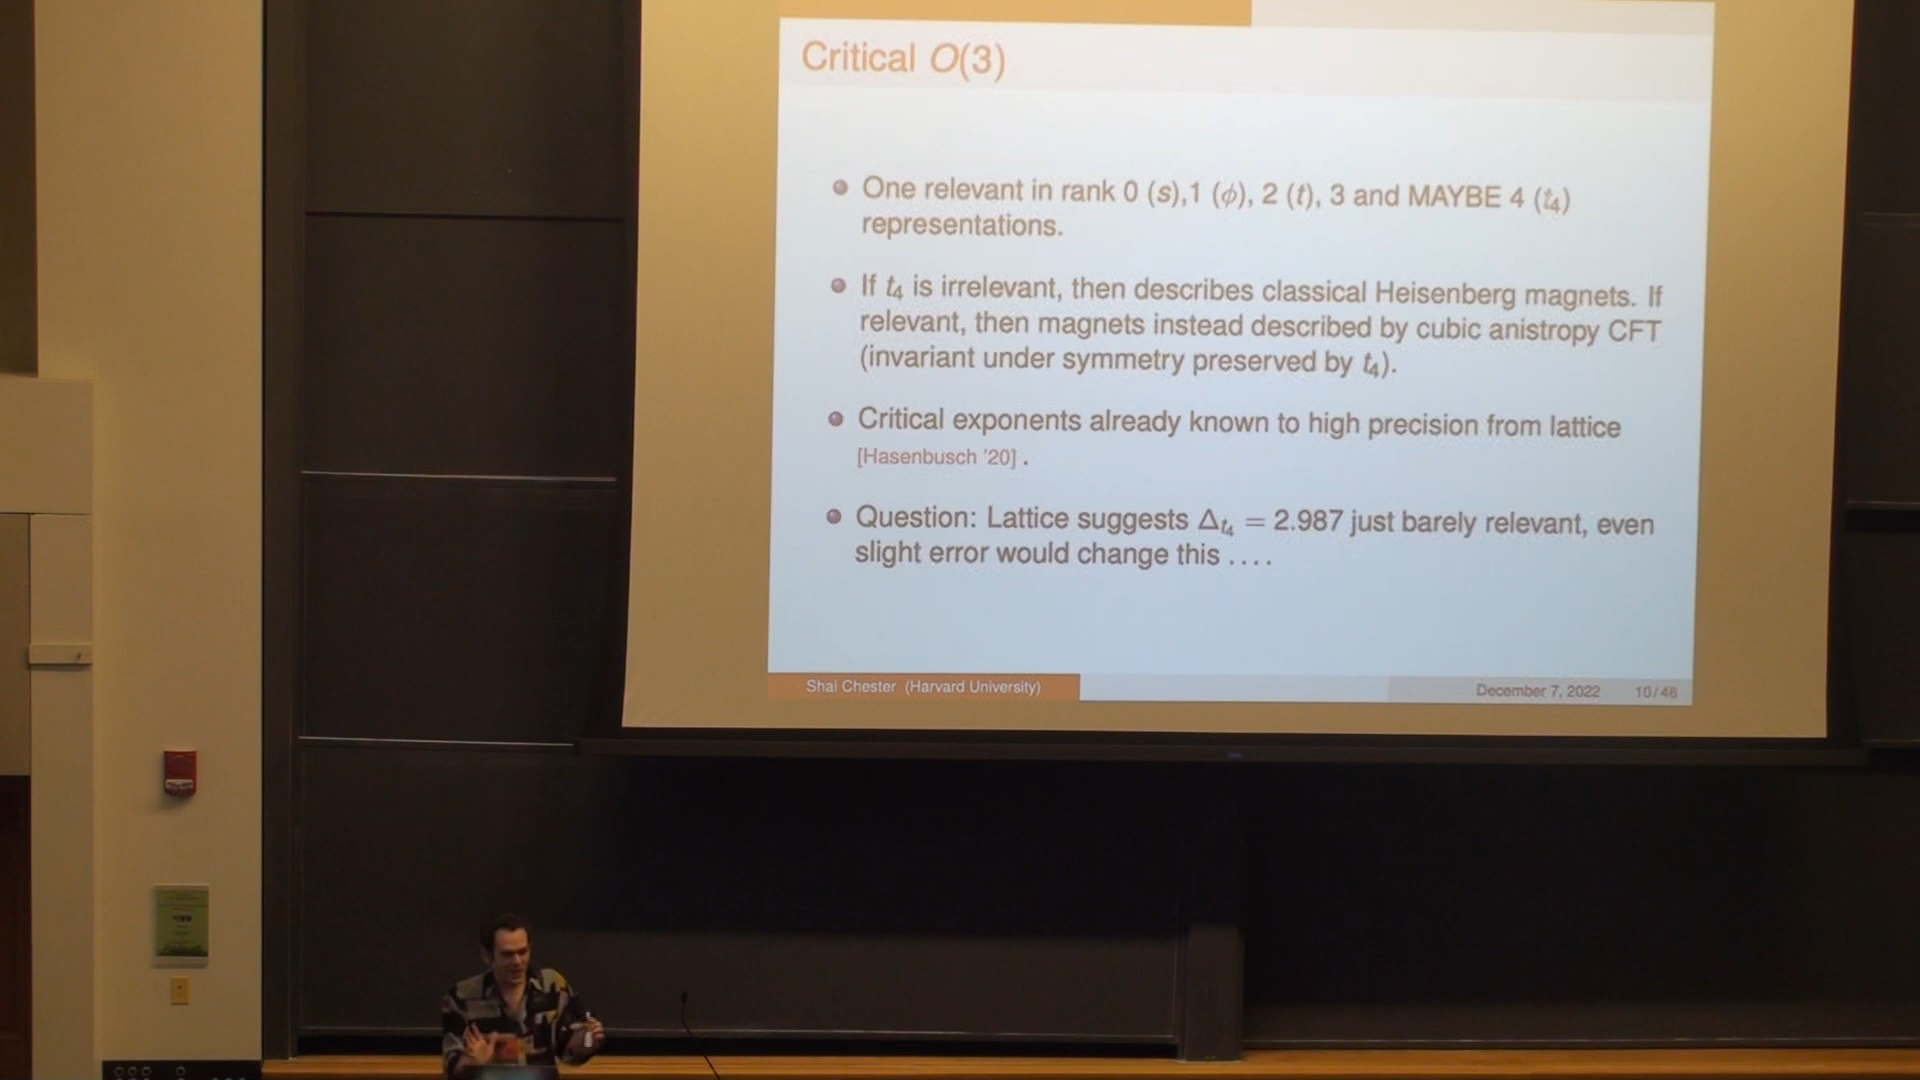 Critical O(3)
One relevant in rank 0 (s),1 (ϕ), 2 (t), 3 and MAYBE 4 (t₄)
representations.
If t₄ is irrelevant, then describes classical Heisenberg magnets. If
relevant, then magnets instead described by cubic anistropy CFT
(invariant under symmetry preserved by t₄).
Critical exponents already known to high precision from lattice
[Hasenbusch '20] .
Question: Lattice suggests Δt₄ = 2.987 just barely relevant, even
slight error would change this ....
Shai Chester (Harvard University)
December 7, 2022
10/46